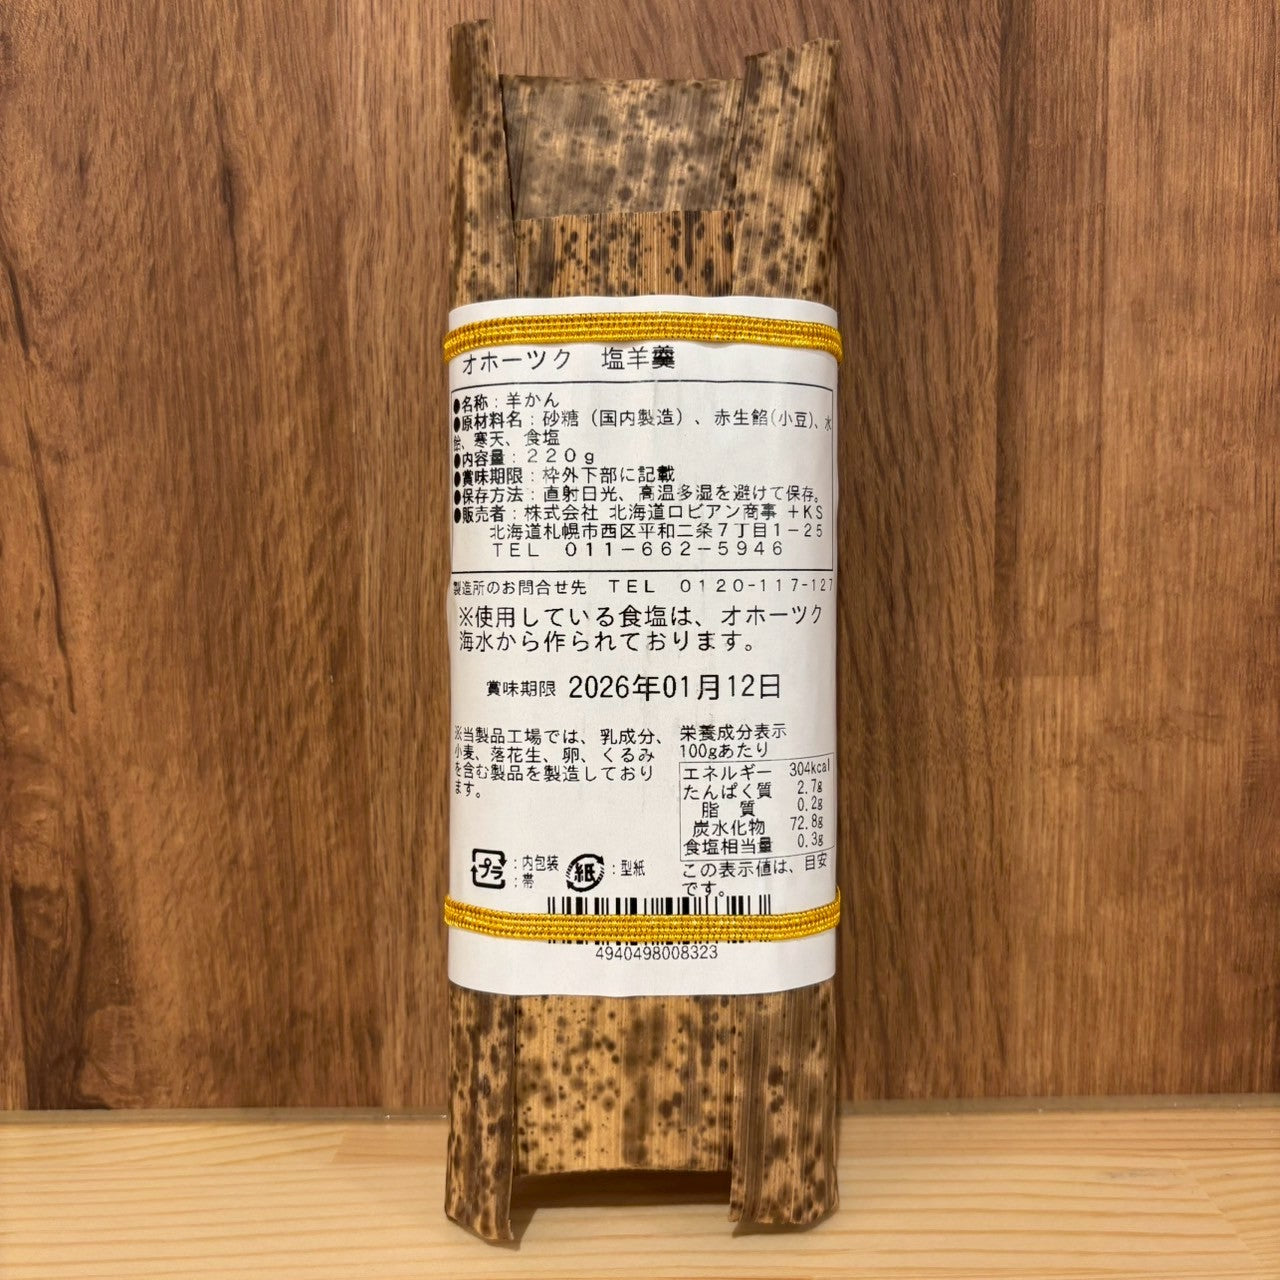 オホーツク　塩羊羹
●名称：羊かん
●原材料名：砂糖（国内製造）、赤生餡(小豆)、水
飴、寒天、食塩
●内容量：２２０ｇ
●賞味期限：枠外下部に記載
●保存方法：直射日光、高温多湿を避けて保存。
●販売者：株式会社 北海道ロビアン商事 ＋KS
北海道札幌市西区平和二条７丁目１－２５
ＴＥＬ　０１１－６６２－５９４６
製造所のお問合せ先　ＴＥＬ　０１２０-１１７-１２７
※使用している食塩は、オホーツク
海水から作られております。
賞味期限 2026年01月12日
※当製品工場では、乳成分、
小麦、落花生、卵、くるみ
を含む製品を製造しており
ます。
栄養成分表示
100gあたり
エネルギー 304kcal
たんぱく質 2.7g
脂　質 0.2g
炭水化物 72.8g
食塩相当量 0.3g
この表示値は、目安
です。
プラ：内包装
：帯
紙：型紙
4940498008323